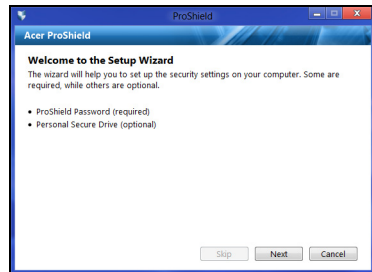 ProShield
Acer ProShield
Welcome to the Setup Wizard
The wizard will help you to set up the security settings on your computer. Some are
required, while others are optional.
• ProShield Password (required)
• Personal Secure Drive (optional)
Skip Next Cancel